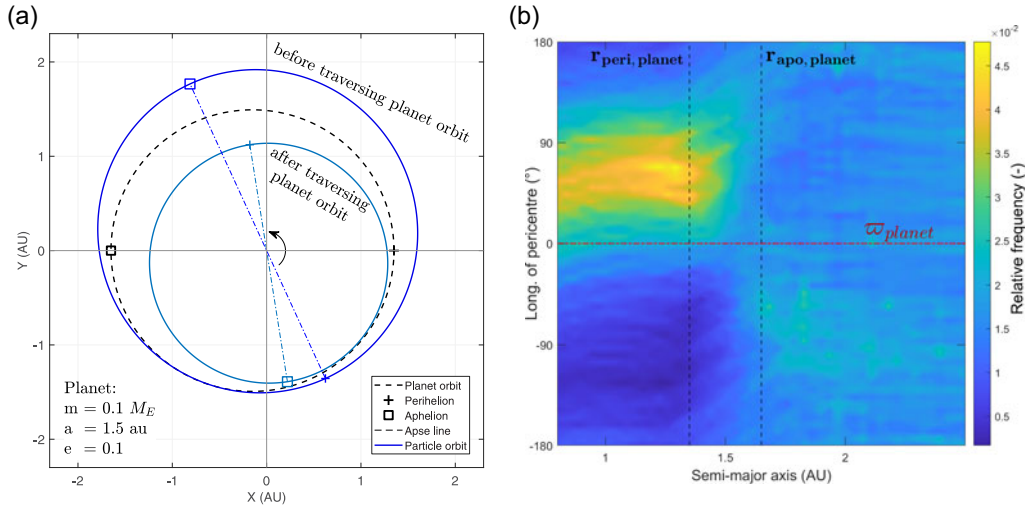 (a)
before traversing planet orbit
after traversing
planet orbit
Planet:
m = 0.1 M_E
a = 1.5 au
e = 0.1
Planet orbit
Perihelion
Aphelion
Apse line
Particle orbit
2
1
0
-1
-2
Y (AU)
-2
-1
0
1
2
X (AU)
(b)
×10⁻²
r_peri, planet
r_apo, planet
ϖ_planet
180
90
0
-90
-180
Long. of pericentre (°)
1
1.5
2
Semi-major axis (AU)
4.5
4
3.5
3
2.5
2
1.5
1
0.5
Relative frequency (-)